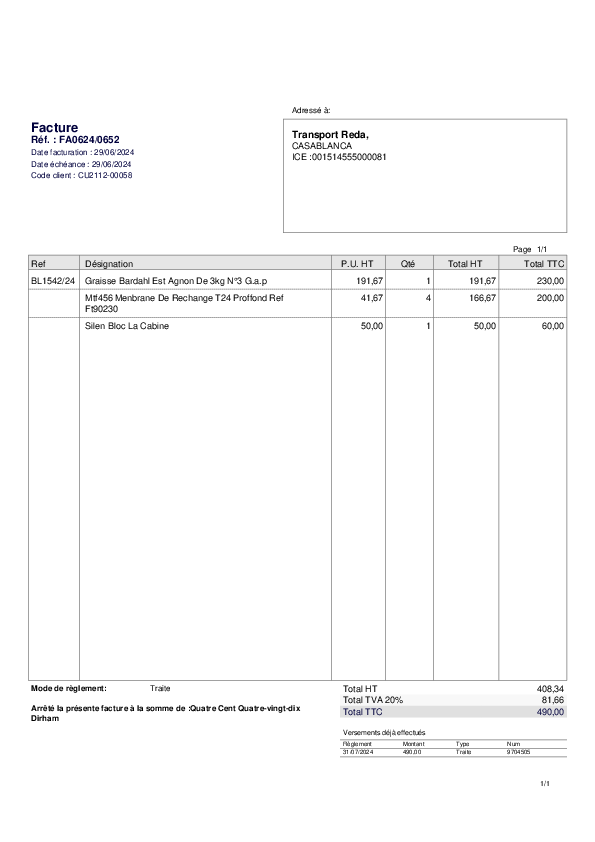 Adressé à:
Facture
Réf. : FA0624/0652
Date facturation : 29/06/2024
Date échéance : 29/06/2024
Code client : CU2112-00058
Transport Reda,
CASABLANCA
ICE :001514555000081
Page 1/1
Ref Désignation P.U. HT Qté Total HT Total TTC
BL1542/24 Graisse Bardahl Est Agnon De 3kg N°3 G.a.p 191,67 1 191,67 230,00
Mtf456 Menbrane De Rechange T24 Proffond Ref 41,67 4 166,67 200,00
Ft90230
Silen Bloc La Cabine 50,00 1 50,00 60,00
Mode de règlement: Traite
Total HT 408,34
Total TVA 20% 81,66
Total TTC 490,00
Arrêté la présente facture à la somme de :Quatre Cent Quatre-vingt-dix
Dirham
Versements déjà effectués
Règlement Montant Type Num
31/07/2024 490,00 Traite 9704505
1/1